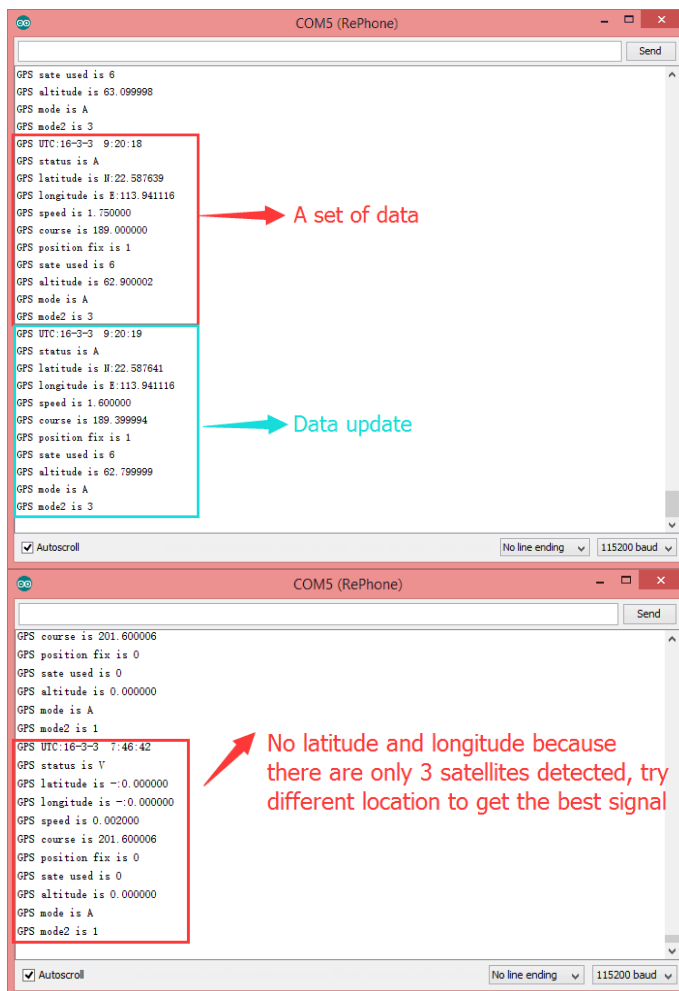 COM5 (RePhone)
Send
GPS sate used is 6
GPS altitude is 63.099998
GPS mode is A
GPS mode2 is 3
GPS UTC:16-3-3 9:20:18
GPS status is A
GPS latitude is N:22.587639
GPS longitude is E:113.941116
GPS speed is 1.750000
GPS course is 189.000000
GPS position fix is 1
GPS sate used is 6
GPS altitude is 62.900002
GPS mode is A
GPS mode2 is 3
A set of data
GPS UTC:16-3-3 9:20:19
GPS status is A
GPS latitude is N:22.587641
GPS longitude is E:113.941116
GPS speed is 1.600000
GPS course is 189.399994
GPS position fix is 1
GPS sate used is 6
GPS altitude is 62.799999
GPS mode is A
GPS mode2 is 3
Data update
Autoscroll
No line ending
115200 baud
COM5 (RePhone)
Send
GPS course is 201.600006
GPS position fix is 0
GPS sate used is 0
GPS altitude is 0.000000
GPS mode is A
GPS mode2 is 1
GPS UTC:16-3-3 7:46:42
GPS status is V
GPS latitude is -:0.000000
GPS longitude is -:0.000000
GPS speed is 0.002000
GPS course is 201.600006
GPS position fix is 0
GPS sate used is 0
GPS altitude is 0.000000
GPS mode is A
GPS mode2 is 1
No latitude and longitude because
there are only 3 satellites detected, try
different location to get the best signal
Autoscroll
No line ending
115200 baud